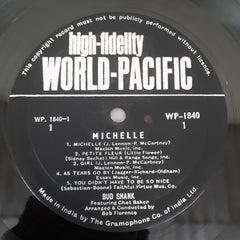 This record must not be publicly performed without
high-fidelity
WORLD-PACIFIC
WP. 1840-1
WP-1840
1
1
MICHELLE
1. MICHELLE (J. Lennon-P. McCartney)
Maclen Music Inc.
2. PETITE FLEUR (Little Flower)
(Sidney Bechet) Hill & Range Songs, Inc.
3. GIRL (J. Lennon-P. McCartney)
Maclen Music Inc.
4. AS TEARS GO BY (Jagger-Richard-Oldham)
Essex Music, Inc.
5. YOU DIDN'T HAVE TO BE SO NICE
(Sebastian-Boone) Faithful Virtue Mus. Co.
BUD SHANK
Featuring Chet Baker
Arranged & Conducted by
Bob Florence
Made in India by The Gramophone Co. of India Ltd